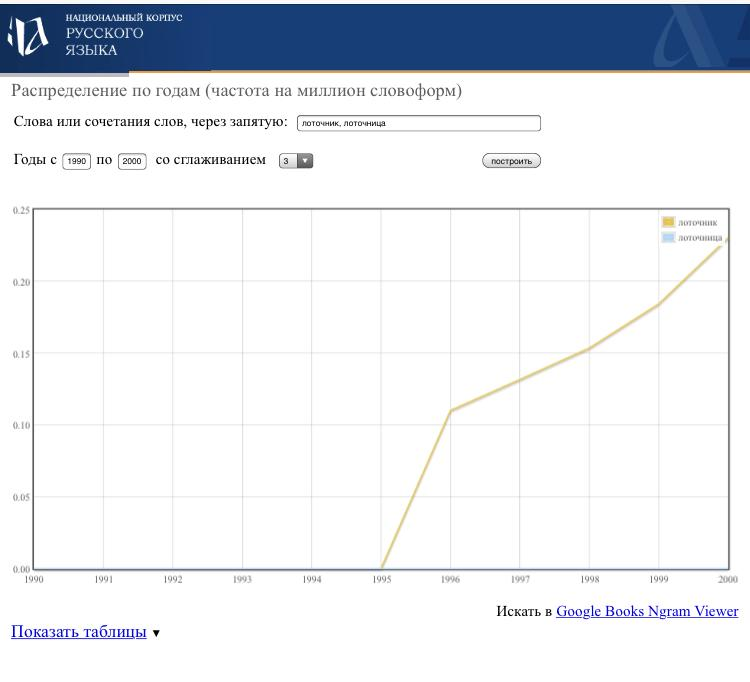 НАЦИОНАЛЬНЫЙ КОРПУС
РУССКОГО
ЯЗЫКА
Распределение по годам (частота на миллион словоформ)
Слова или сочетания слов, через запятую: лоточник, лоточница
Годы с 1990 по 2000 со сглаживанием 3 ▼ построить
0.25
лоточник
лоточница
0.20
0.15
0.10
0.05
0.00
1990 1991 1992 1993 1994 1995 1996 1997 1998 1999 2000
Искать в Google Books Ngram Viewer
Показать таблицы ▼